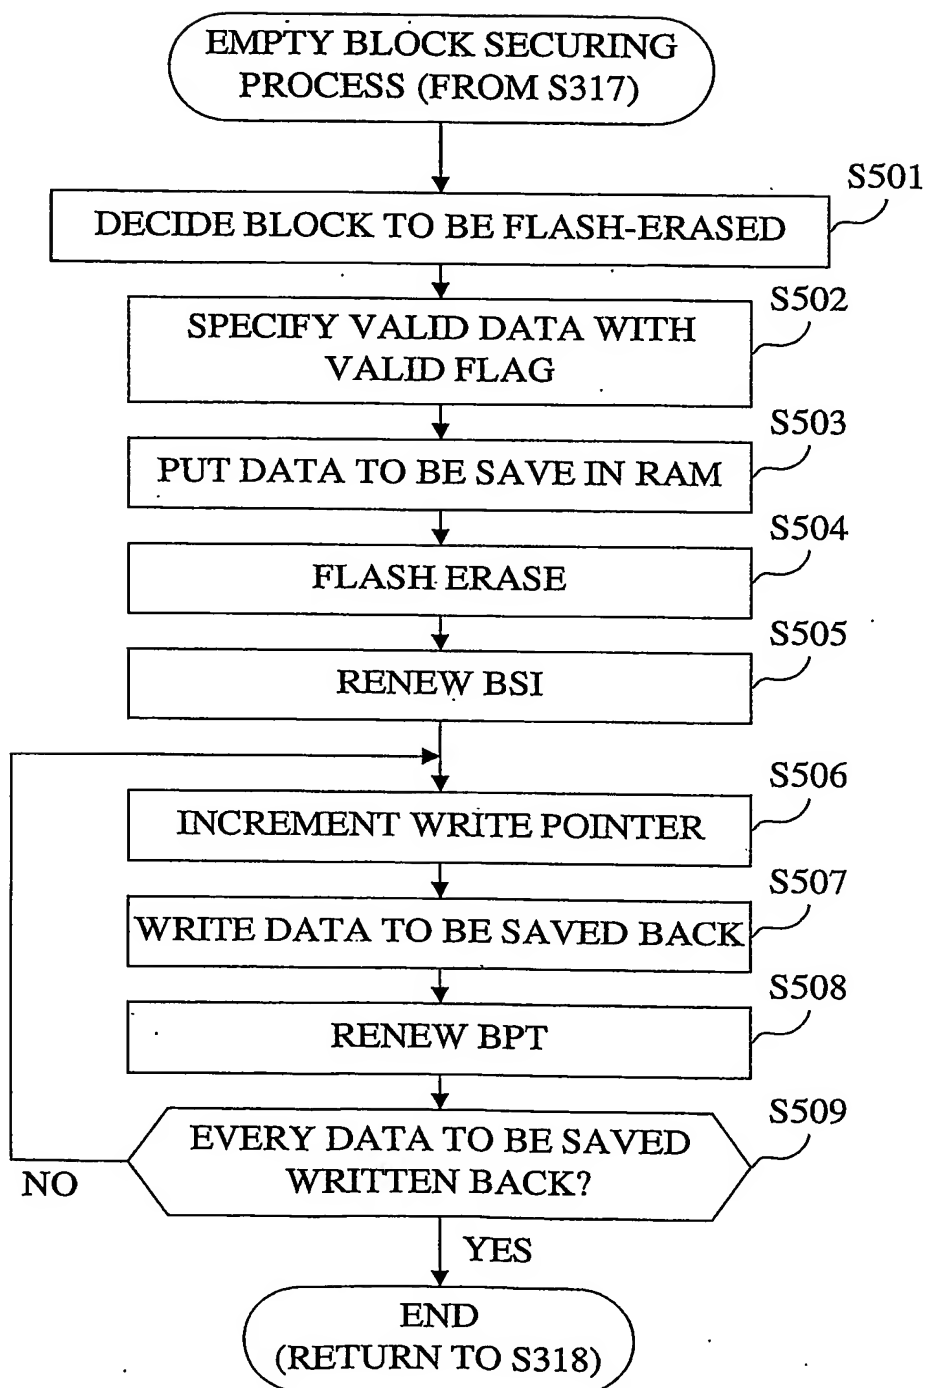 EMPTY BLOCK SECURING
PROCESS (FROM S317)
S501
DECIDE BLOCK TO BE FLASH-ERASED
S502
SPECIFY VALID DATA WITH
VALID FLAG
S503
PUT DATA TO BE SAVE IN RAM
S504
FLASH ERASE
S505
RENEW BSI
S506
INCREMENT WRITE POINTER
S507
WRITE DATA TO BE SAVED BACK
S508
RENEW BPT
S509
EVERY DATA TO BE SAVED
WRITTEN BACK?
NO
YES
END
(RETURN TO S318)